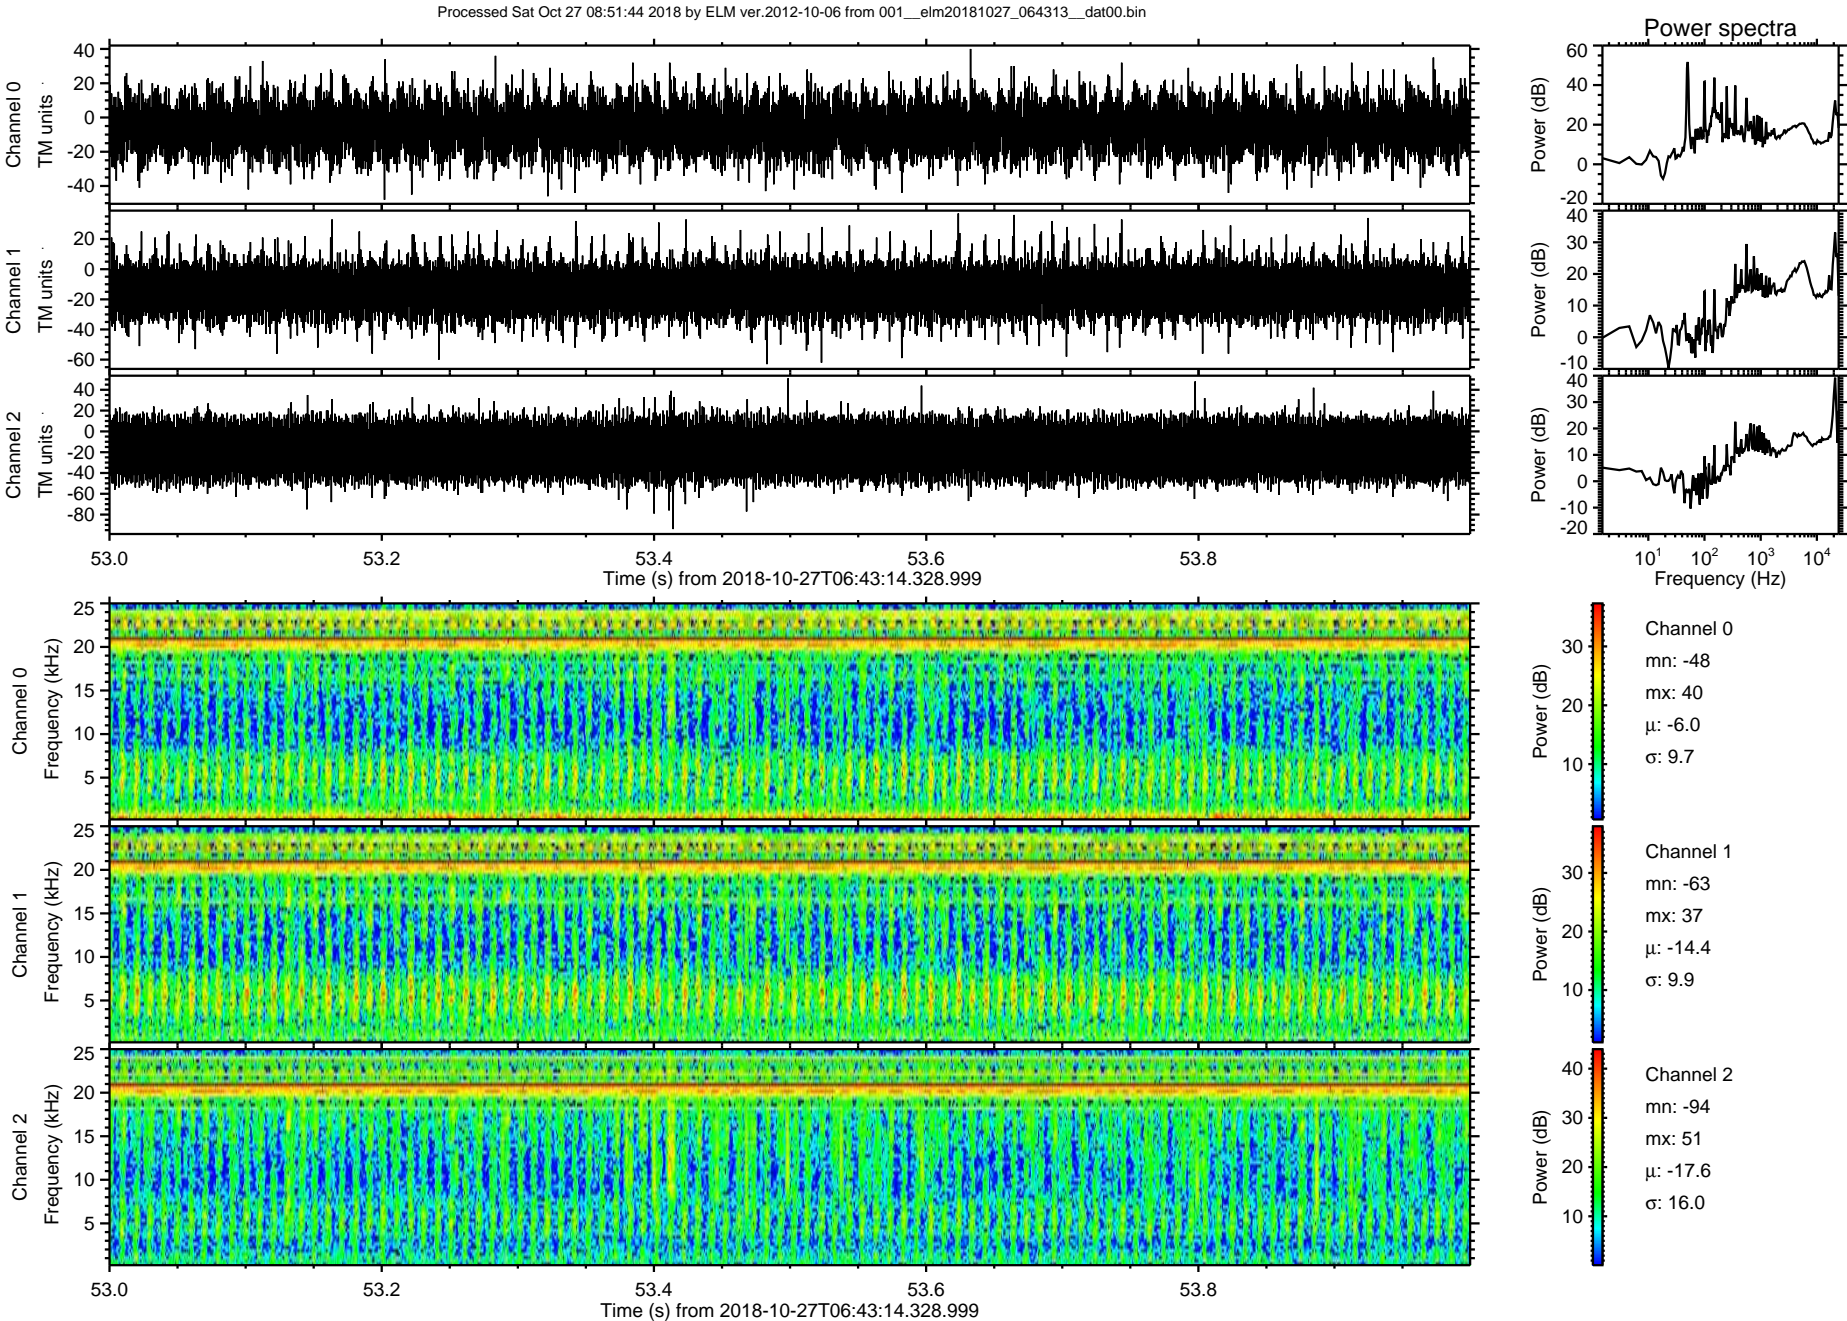 Processed Sat Oct 27 08:51:44 2018 by ELM ver.2012-10-06 from 001__elm20181027_064313__dat00.bin
Power spectra
Channel 0
TM units
40
20
0
-20
-40
Power (dB)
60
40
20
0
-20
Channel 1
TM units
20
0
-20
-40
-60
Power (dB)
40
30
20
10
0
-10
Channel 2
TM units
40
20
0
-20
-40
-60
-80
Power (dB)
40
30
20
10
0
-10
-20
53.0 53.2 53.4 53.6 53.8
Time (s) from 2018-10-27T06:43:14.328.999
10^1 10^2 10^3 10^4
Frequency (Hz)
Channel 0
Frequency (kHz)
25
20
15
10
5
Power (dB)
30
20
10
Channel 0
mn: -48
mx: 40
μ: -6.0
σ: 9.7
Channel 1
Frequency (kHz)
25
20
15
10
5
Power (dB)
30
20
10
Channel 1
mn: -63
mx: 37
μ: -14.4
σ: 9.9
Channel 2
Frequency (kHz)
25
20
15
10
5
Power (dB)
40
30
20
10
Channel 2
mn: -94
mx: 51
μ: -17.6
σ: 16.0
53.0 53.2 53.4 53.6 53.8
Time (s) from 2018-10-27T06:43:14.328.999